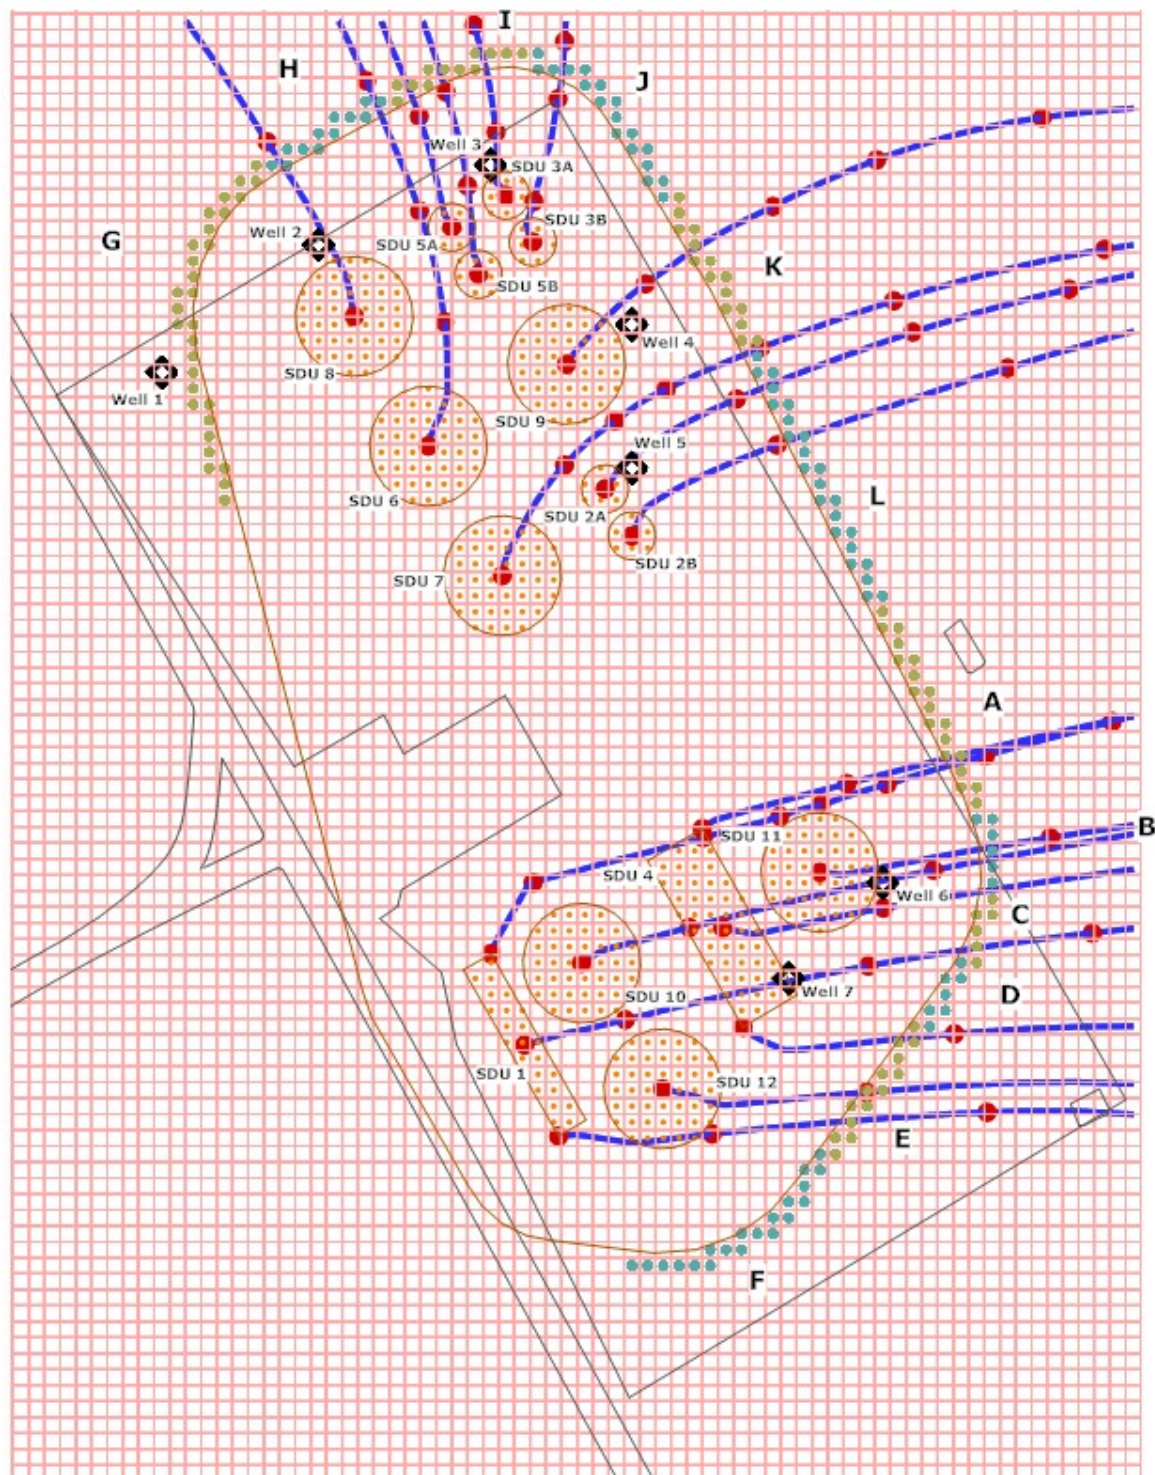 I
H
J
Well 3
SDU 3A
SDU 3B
Well 2
SDU 5A
G
K
SDU 5B
Well 4
SDU 8
Well 1
SDU 9
Well 5
SDU 6
L
SDU 2A
SDU 2B
SDU 7
A
B
SDU 11
SDU 4
Well 6
C
Well 7
D
SDU 10
SDU 1
SDU 12
E
F